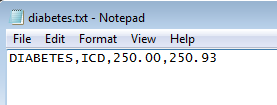 diabetes.txt - Notepad
File Edit Format View Help
DIABETES,ICD,250.00,250.93